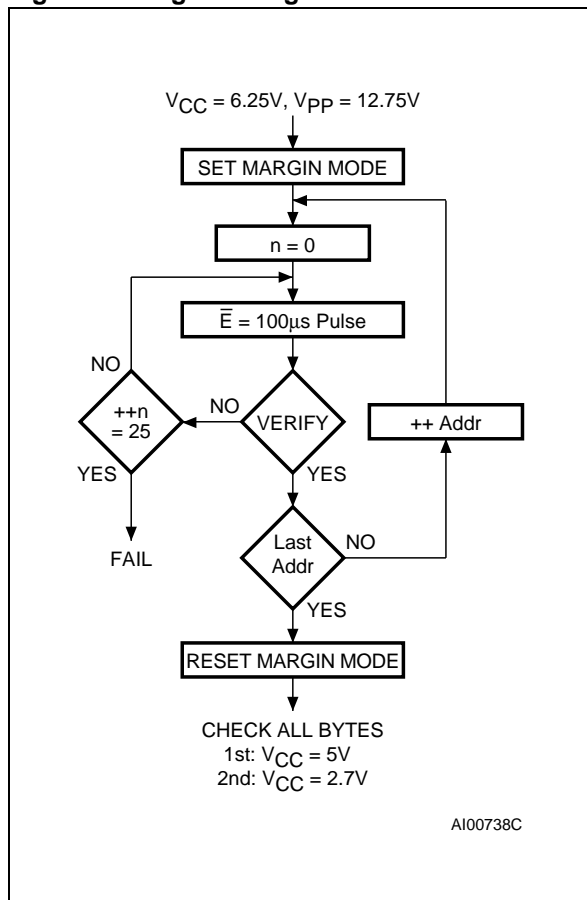 V_CC = 6.25V, V_PP = 12.75V
SET MARGIN MODE
n = 0
Ē = 100µs Pulse
NO
++n
= 25
NO
VERIFY
++ Addr
YES
YES
FAIL
Last
Addr
NO
YES
RESET MARGIN MODE
CHECK ALL BYTES
1st: V_CC = 5V
2nd: V_CC = 2.7V
AI00738C